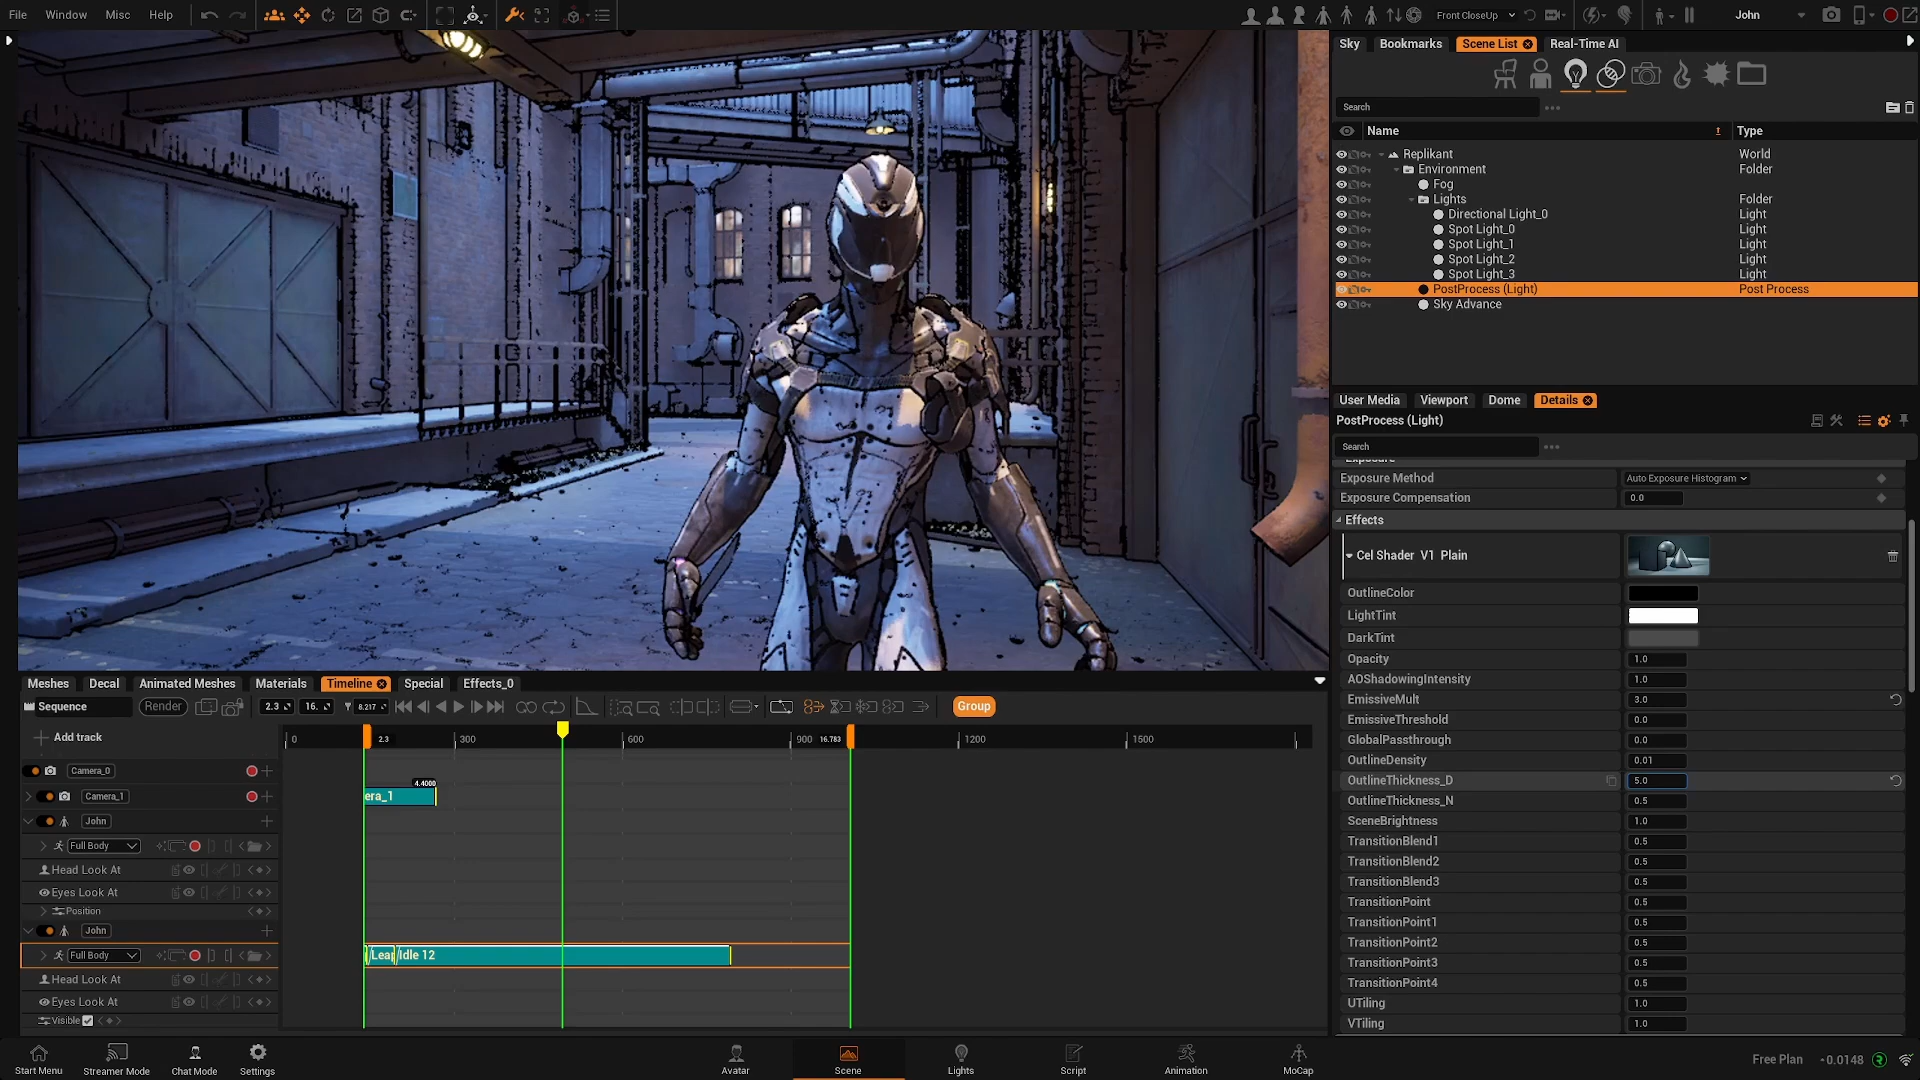 File Window Misc Help Front CloseUp John
Sky Bookmarks Scene List Real-Time AI
Search
Name Type
Replikant World
Environment Folder
Fog
Lights Folder
Directional Light_0 Light
Spot Light_0 Light
Spot Light_1 Light
Spot Light_2 Light
Spot Light_3 Light
PostProcess (Light) Post Process
Sky Advance
User Media Viewport Dome Details
PostProcess (Light)
Search
Exposure
Exposure Method Auto Exposure Histogram
Exposure Compensation 0.0
Effects
Cel Shader V1 Plain
OutlineColor
LightTint
DarkTint
Opacity 1.0
AOShadowingIntensity 1.0
EmissiveMult 3.0
EmissiveThreshold 0.0
GlobalPassthrough 0.0
OutlineDensity 0.01
OutlineThickness_D 5.0
OutlineThickness_N 0.5
SceneBrightness 1.0
TransitionBlend1 0.5
TransitionBlend2 0.5
TransitionBlend3 0.5
TransitionPoint 0.5
TransitionPoint1 0.5
TransitionPoint2 0.5
TransitionPoint3 0.5
TransitionPoint4 0.5
UTiling 1.0
VTiling 1.0
Meshes Decal Animated Meshes Materials Timeline Special Effects_0
Sequence Render 2.3 16. 8.217 Group
Add track 0 2.3 300 600 900 16.783 1200 1500
Camera_0
4.4000
Camera_1 era_1
John
Full Body
Head Look At
Eyes Look At
Position
John
Full Body Leap Idle 12
Head Look At
Eyes Look At
Visible
Start Menu Streamer Mode Chat Mode Settings Avatar Scene Lights Script Animation MoCap Free Plan -0.0148